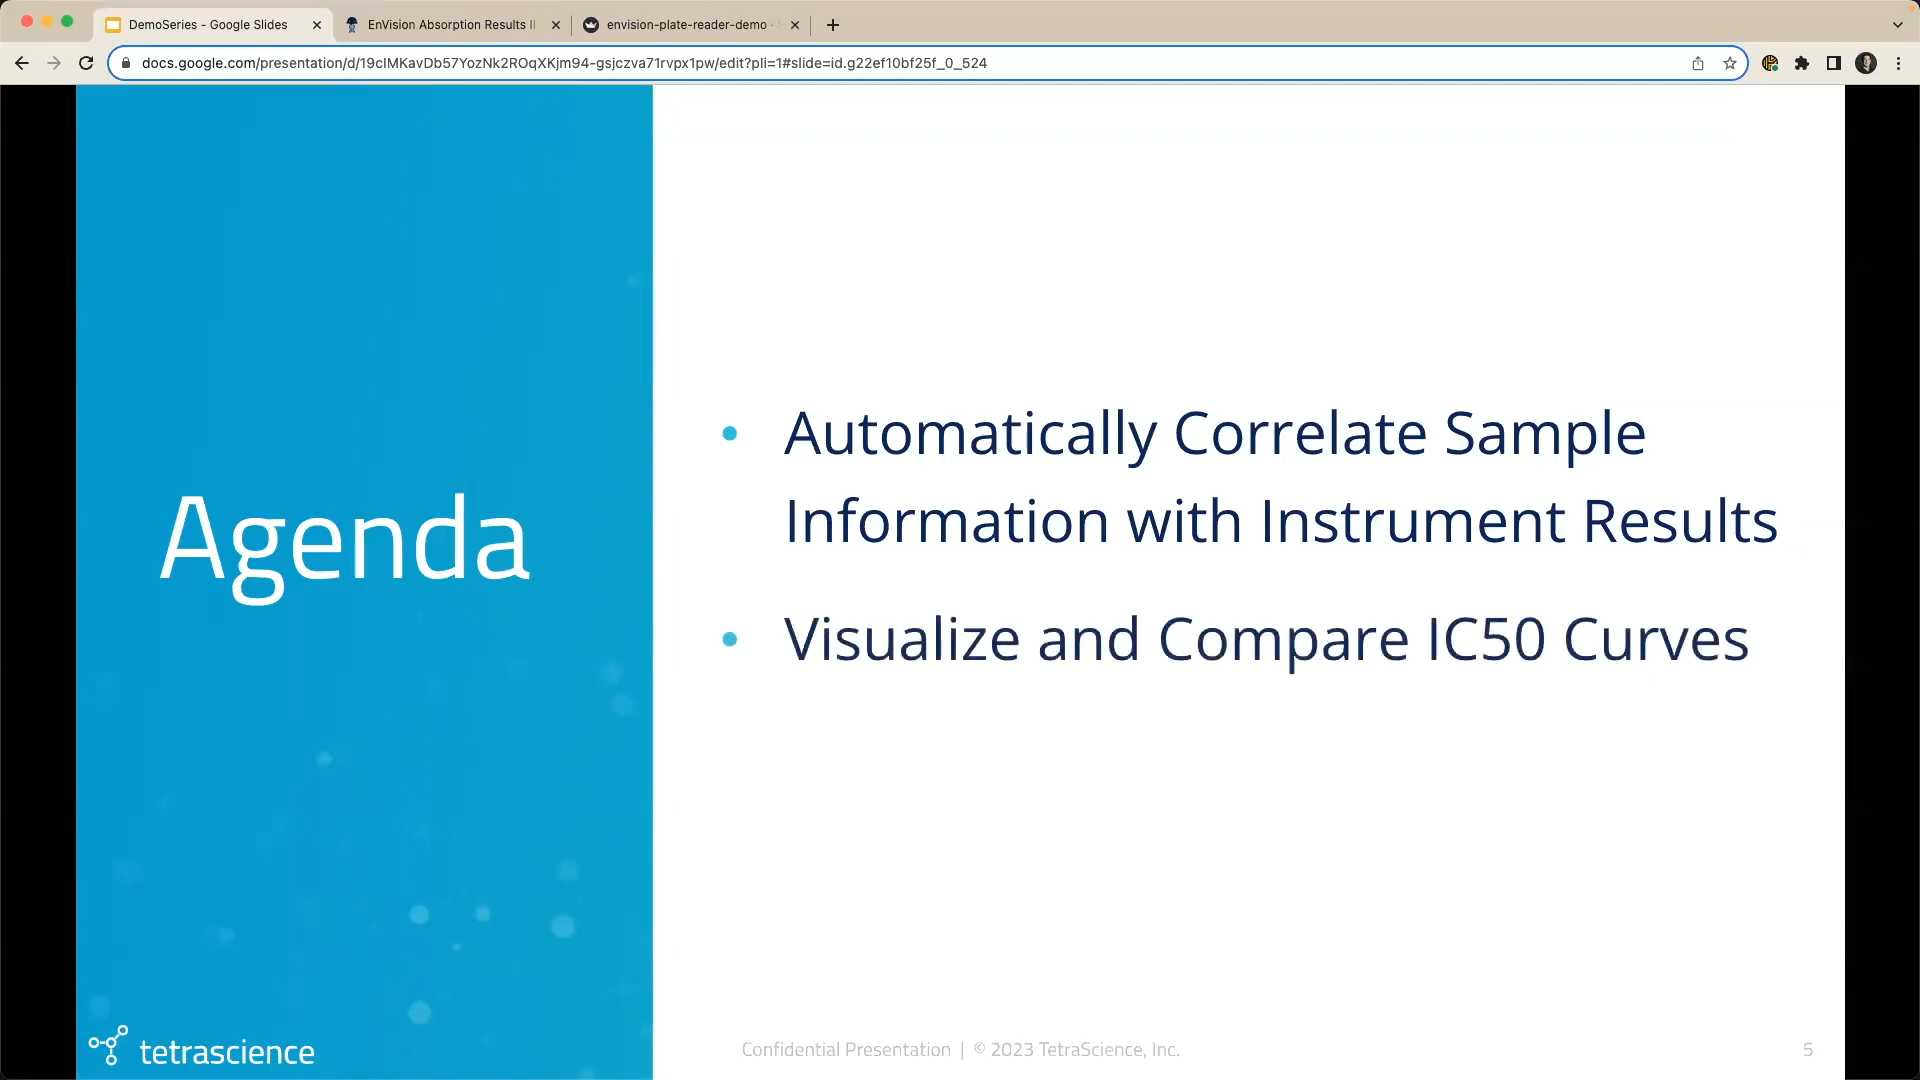 DemoSeries - Google Slides
EnVision Absorption Results
envision-plate-reader-demo
docs.google.com/presentation/d/19cIMKavDb57YozNk2ROqXKjm94-gsjczva71rvpx1pw/edit?pli=1#slide=id.g22ef10bf25f_0_524
Agenda
• Automatically Correlate Sample
Information with Instrument Results
• Visualize and Compare IC50 Curves
tetrascience
Confidential Presentation | © 2023 TetraScience, Inc.
5